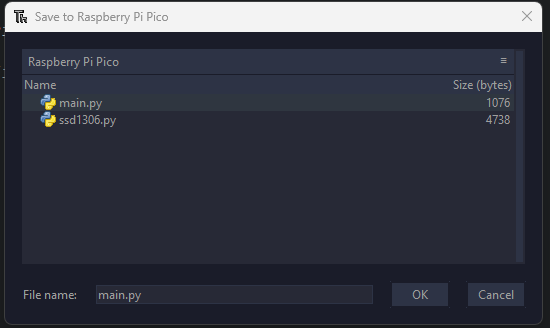 Save to Raspberry Pi Pico
Raspberry Pi Pico
Name Size (bytes)
main.py 1076
ssd1306.py 4738
File name: main.py OK Cancel